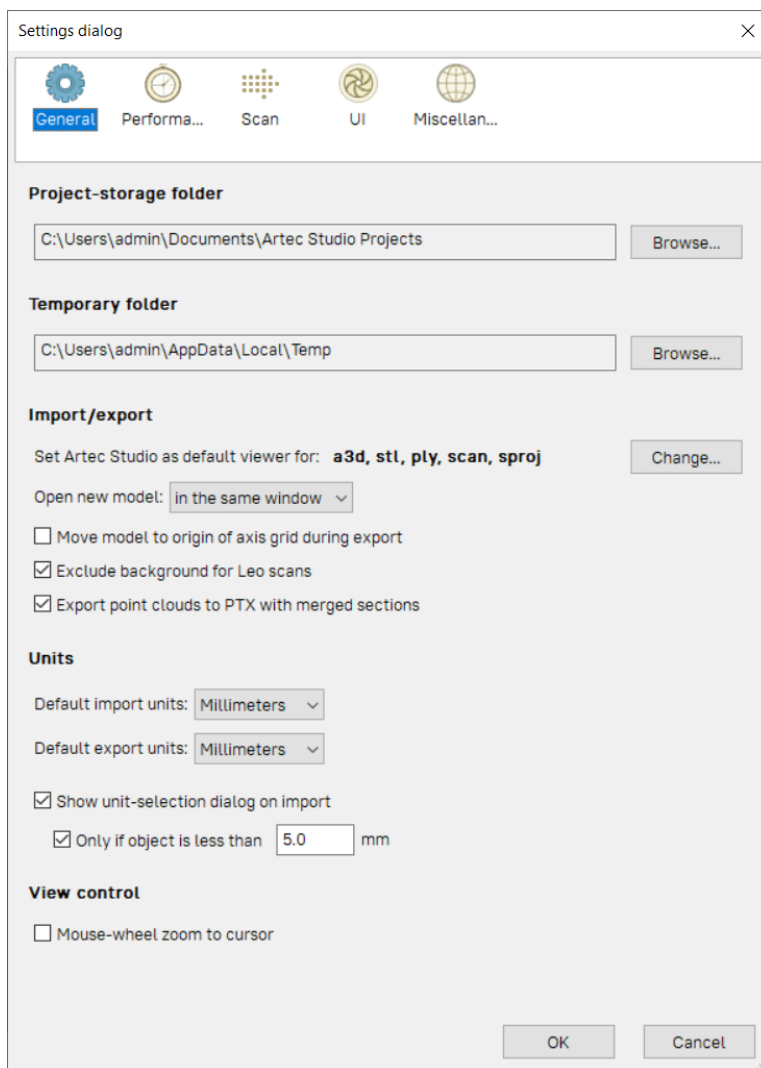 Settings dialog
General Performa... Scan UI Miscellan...
Project-storage folder
C:\Users\admin\Documents\Artec Studio Projects Browse...
Temporary folder
C:\Users\admin\AppData\Local\Temp Browse...
Import/export
Set Artec Studio as default viewer for: a3d, stl, ply, scan, sproj Change...
Open new model: in the same window
Move model to origin of axis grid during export
Exclude background for Leo scans
Export point clouds to PTX with merged sections
Units
Default import units: Millimeters
Default export units: Millimeters
Show unit-selection dialog on import
Only if object is less than 5.0 mm
View control
Mouse-wheel zoom to cursor
OK Cancel